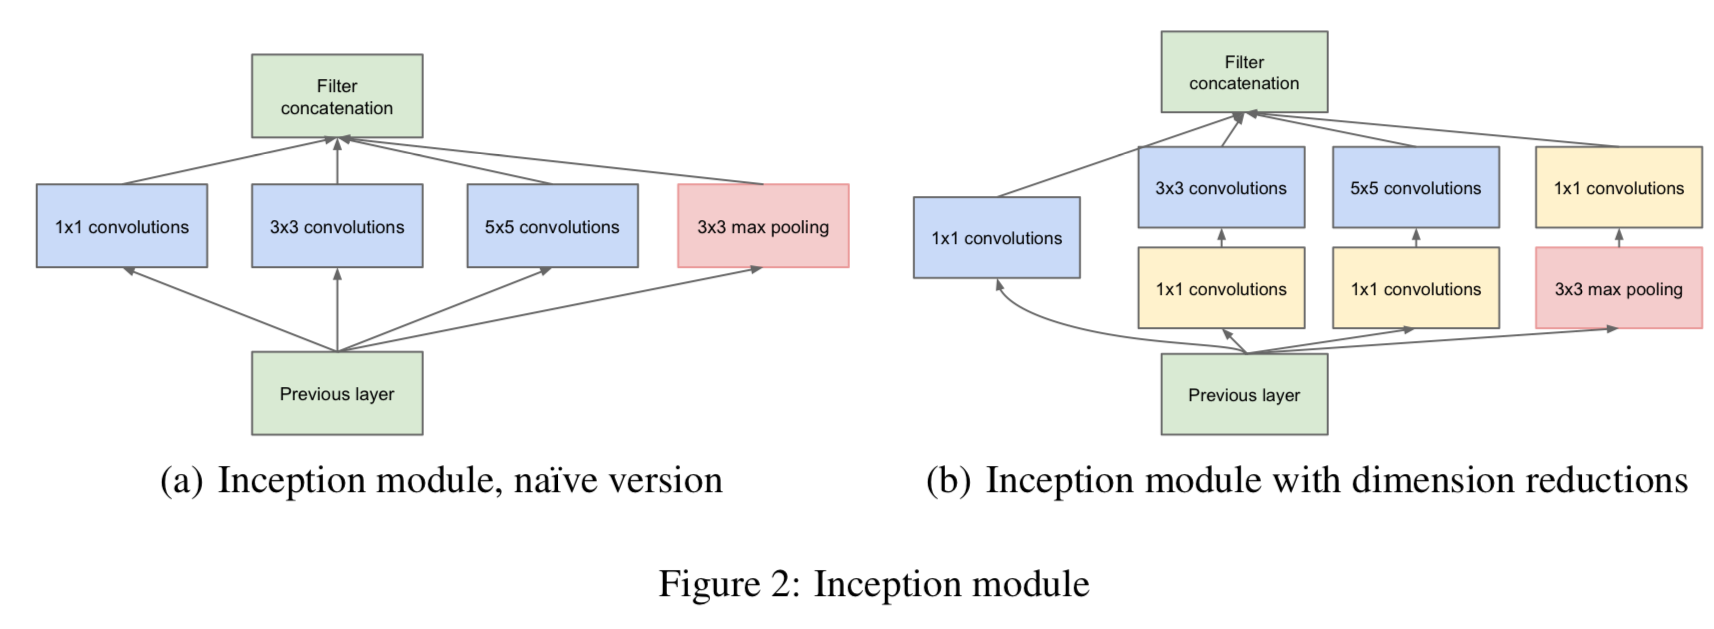 Filter
concatenation
1x1 convolutions
3x3 convolutions
5x5 convolutions
3x3 max pooling
Previous layer
(a) Inception module, naïve version
Filter
concatenation
3x3 convolutions
5x5 convolutions
1x1 convolutions
1x1 convolutions
1x1 convolutions
1x1 convolutions
3x3 max pooling
Previous layer
(b) Inception module with dimension reductions
Figure 2: Inception module